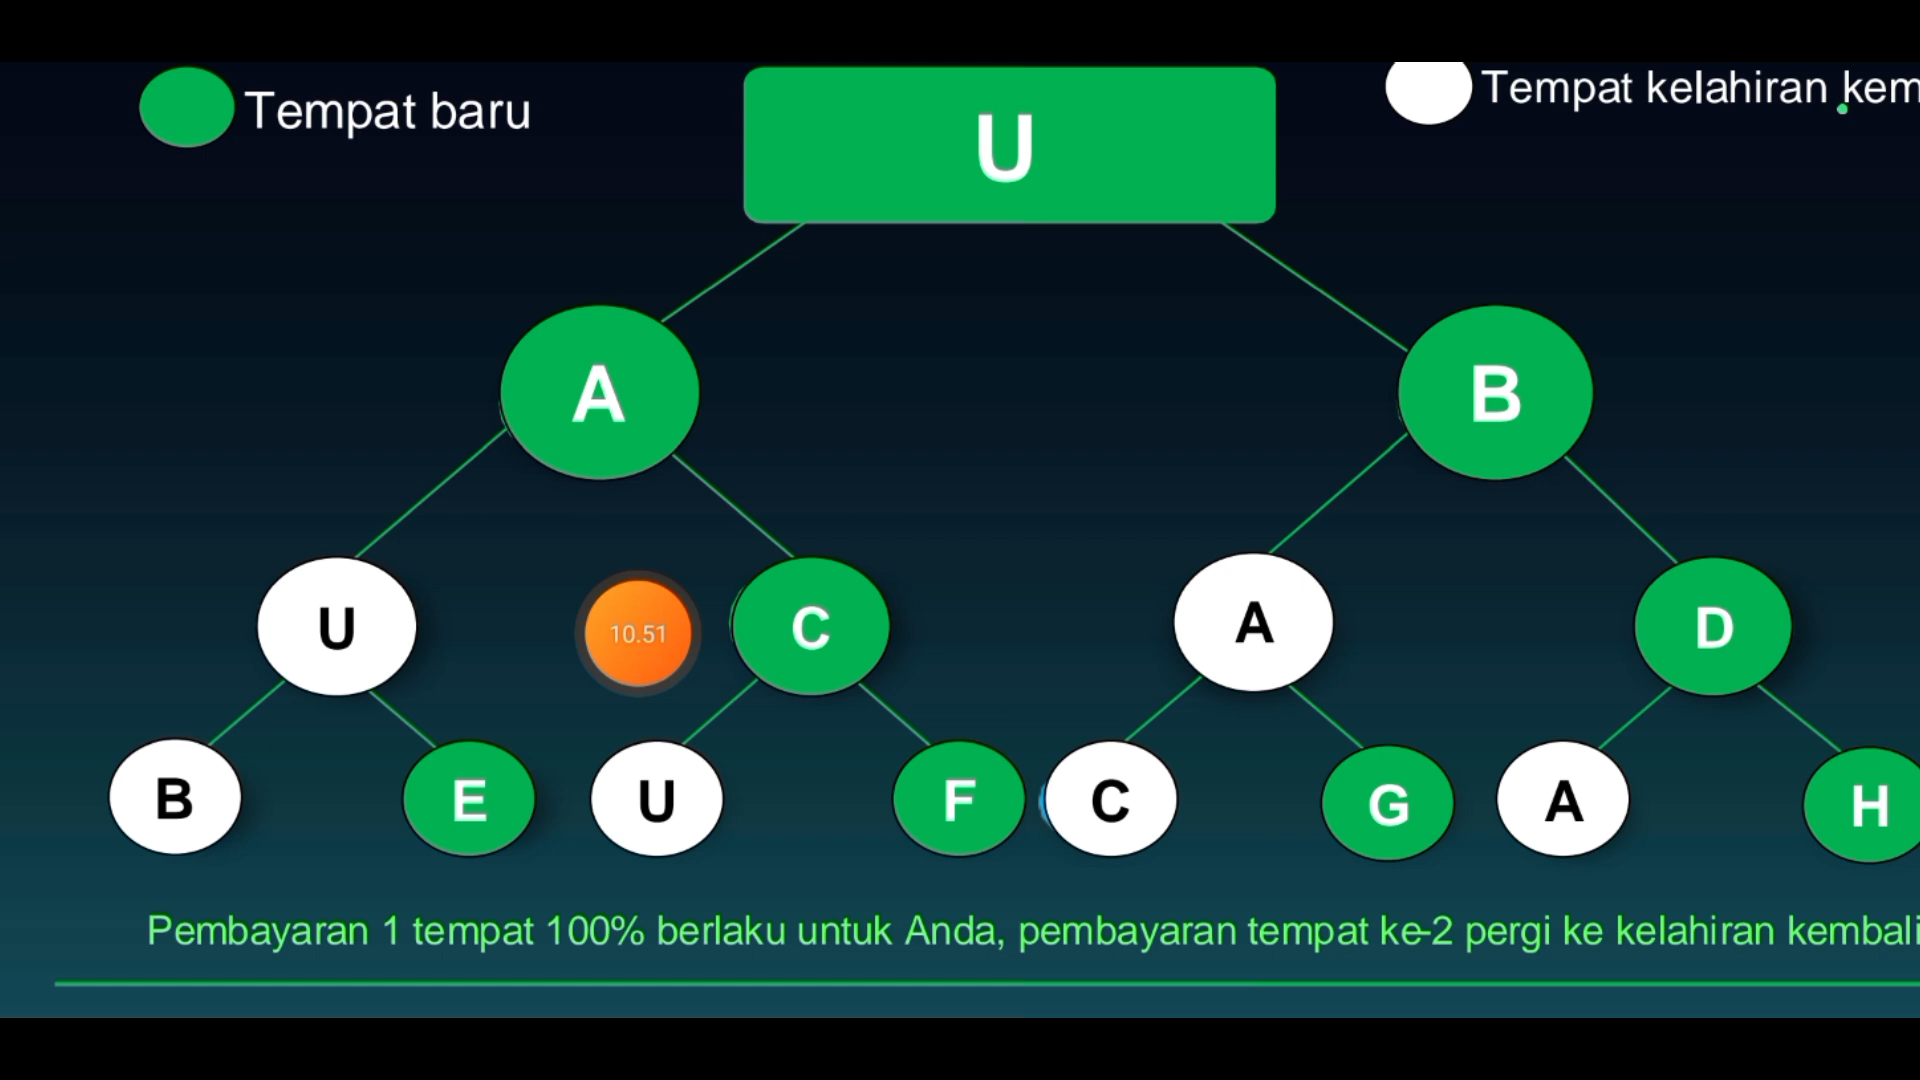 Tempat baru
U
Tempat kelahiran kem
A
B
U
10.51
C
A
D
B
E
U
F
C
G
A
H
Pembayaran 1 tempat 100% berlaku untuk Anda, pembayaran tempat ke-2 pergi ke kelahiran kembali